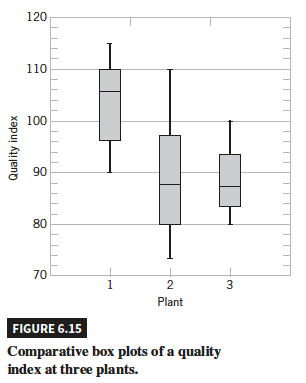 120
110
100
90
80
70
Quality index
1 2 3
Plant
FIGURE 6.15
Comparative box plots of a quality
index at three plants.